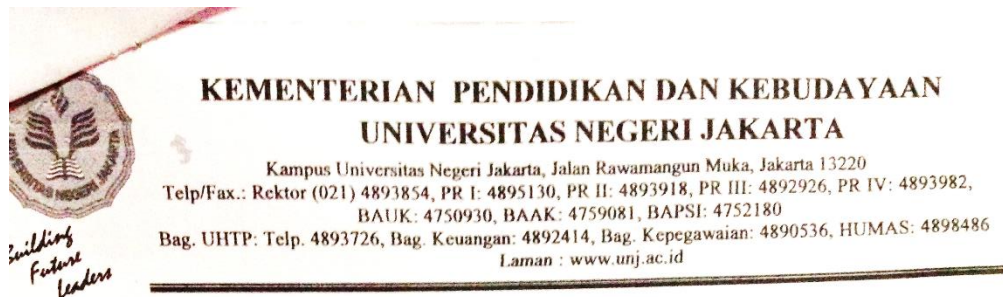 KEMENTERIAN PENDIDIKAN DAN KEBUDAYAAN
UNIVERSITAS NEGERI JAKARTA
Kampus Universitas Negeri Jakarta, Jalan Rawamangun Muka, Jakarta 13220
Telp/Fax.: Rektor (021) 4893854, PR I: 4895130, PR II: 4893918, PR III: 4892926, PR IV: 4893982,
BAUK: 4750930, BAAK: 4759081, BAPSI: 4752180
Bag. UHTP: Telp. 4893726, Bag. Keuangan: 4892414, Bag. Kepegawaian: 4890536, HUMAS: 4898486
Laman : www.unj.ac.id
NEGERI JAKARTA
Building
Future
Leaders